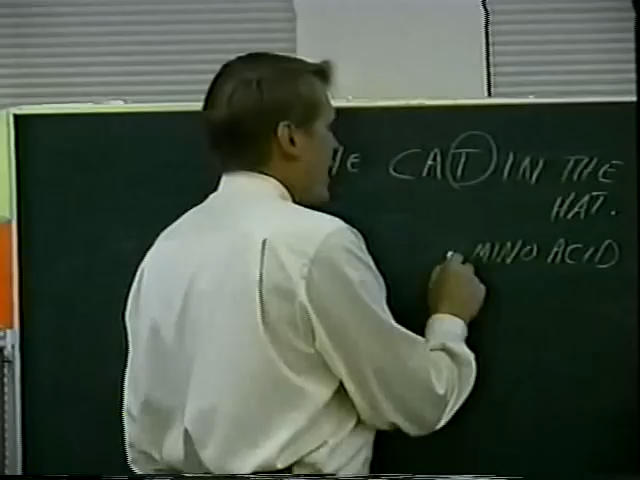 CAT IN THE
HAT.
MINO ACID